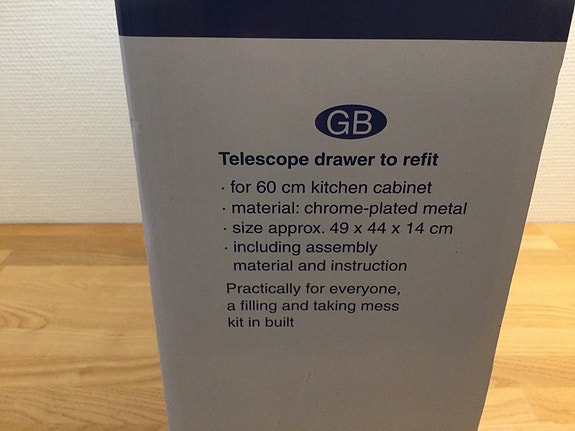 GB
Telescope drawer to refit
· for 60 cm kitchen cabinet
· material: chrome-plated metal
· size approx. 49 x 44 x 14 cm
· including assembly
material and instruction
Practically for everyone,
a filling and taking mess
kit in built